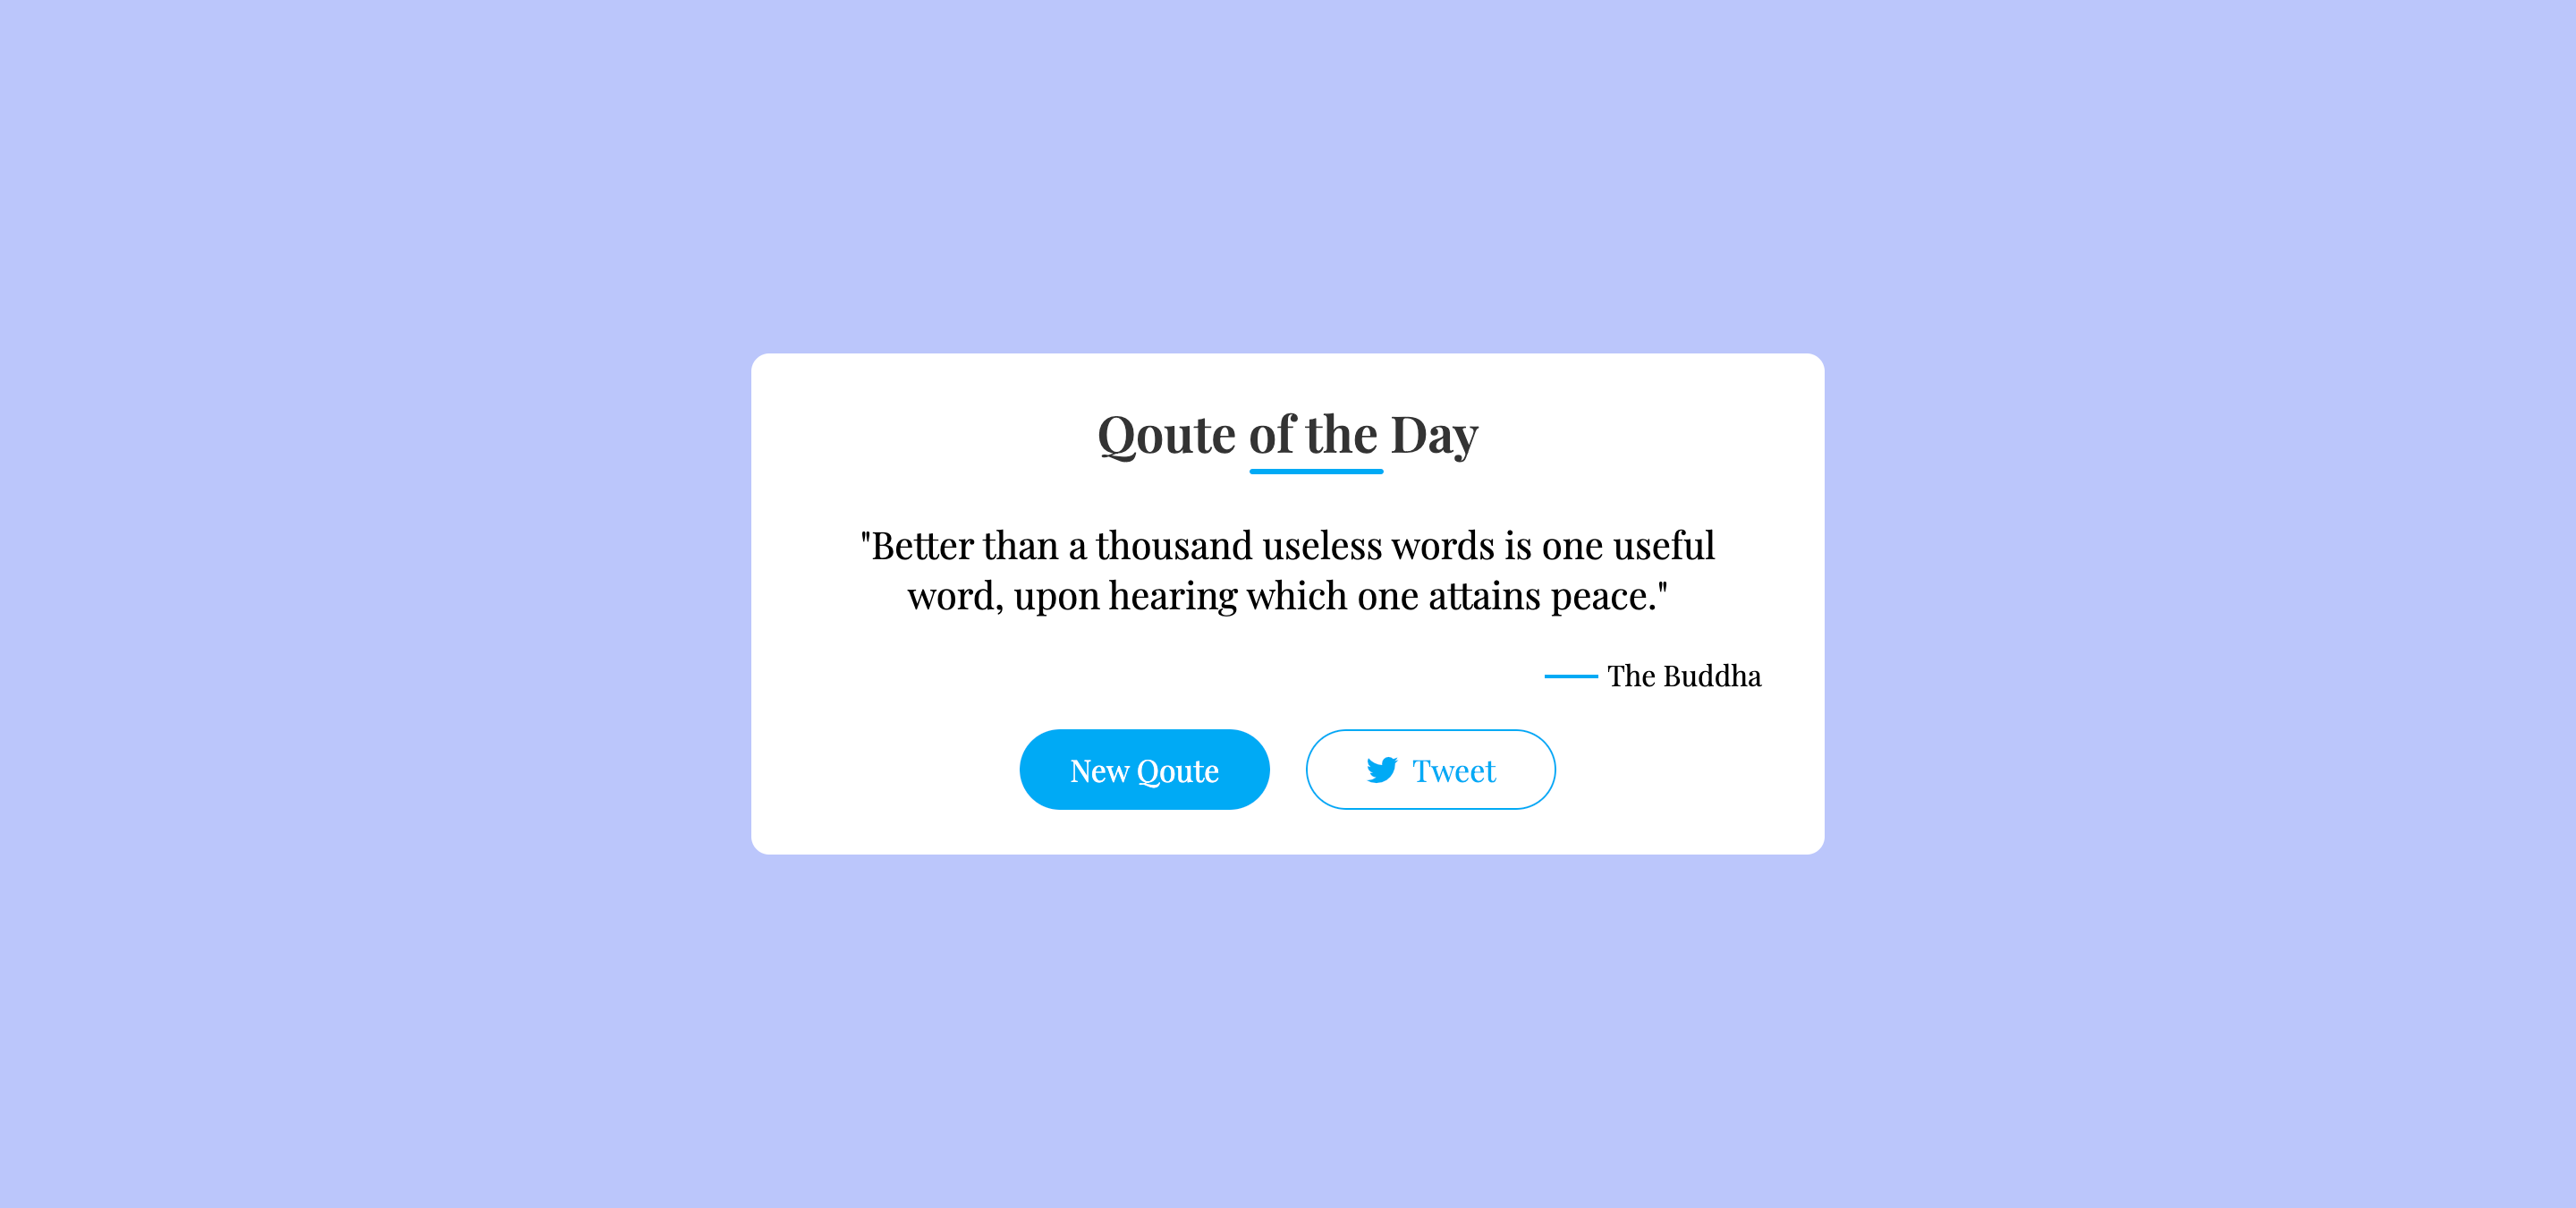 Qoute of the Day
"Better than a thousand useless words is one useful
word, upon hearing which one attains peace."
The Buddha
New Qoute
Tweet